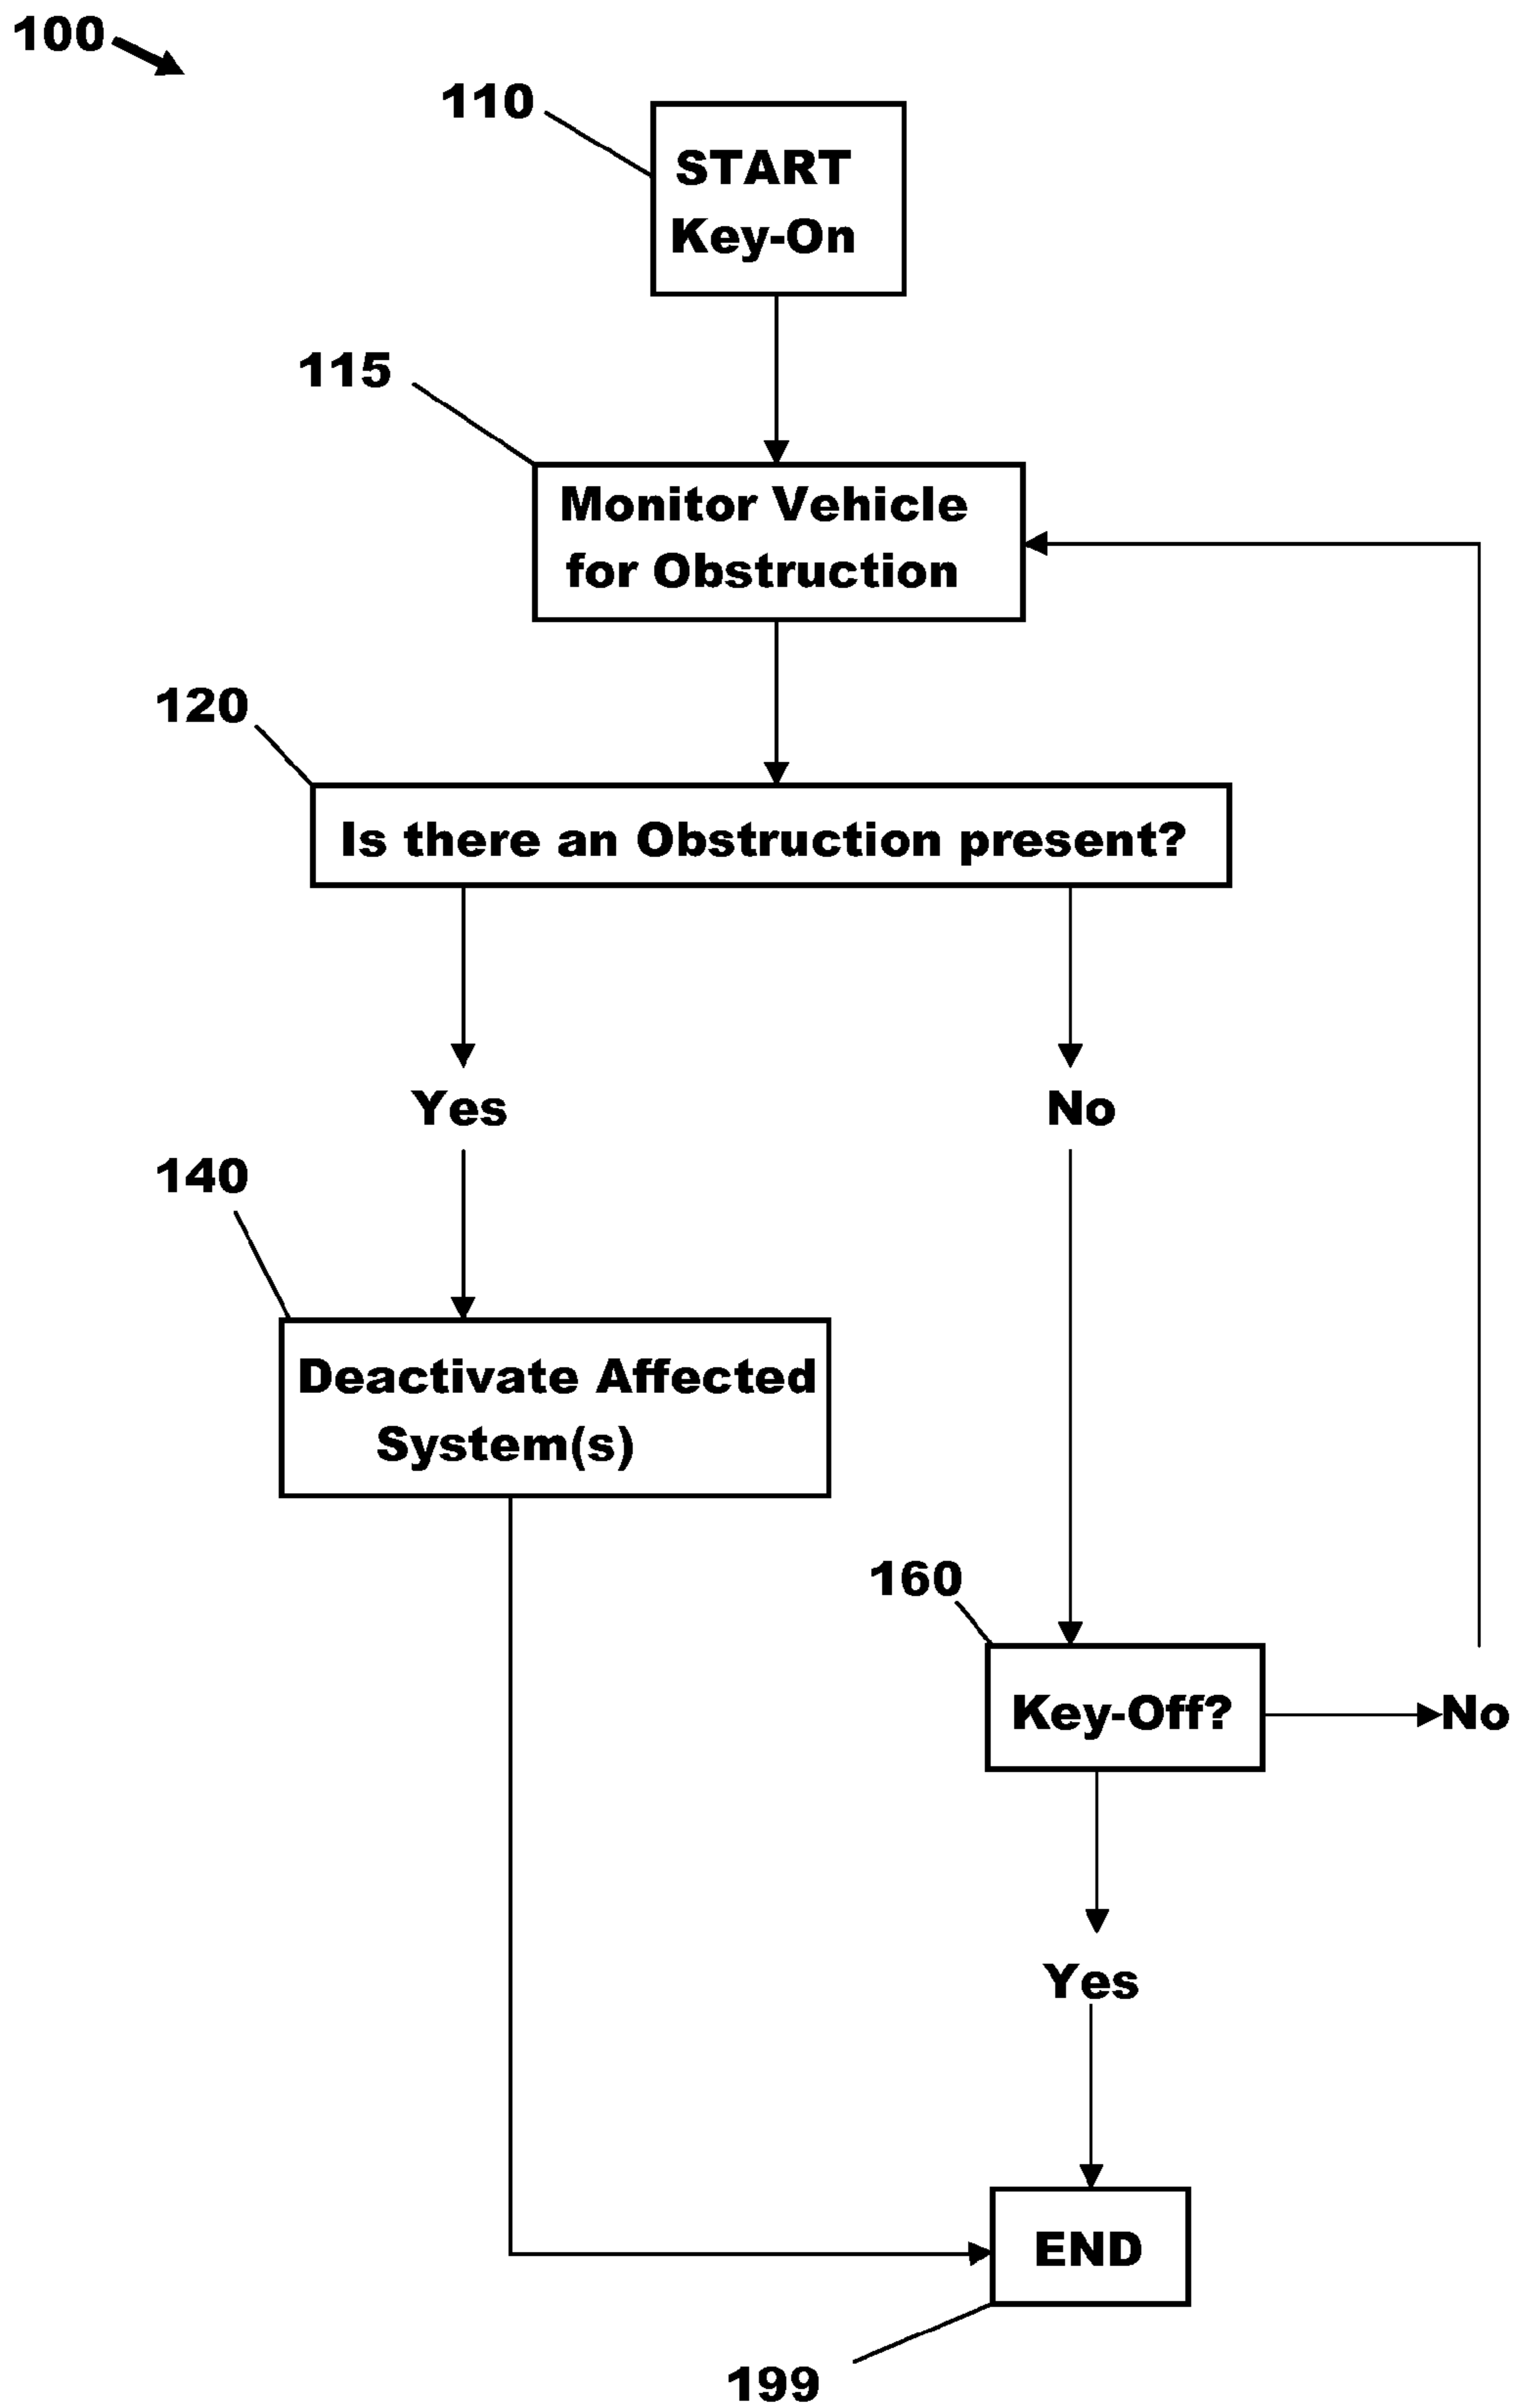 100
110
START
Key-On
115
Monitor Vehicle
for Obstruction
120
Is there an Obstruction present?
Yes
No
140
Deactivate Affected
System(s)
160
Key-Off?
No
Yes
END
199